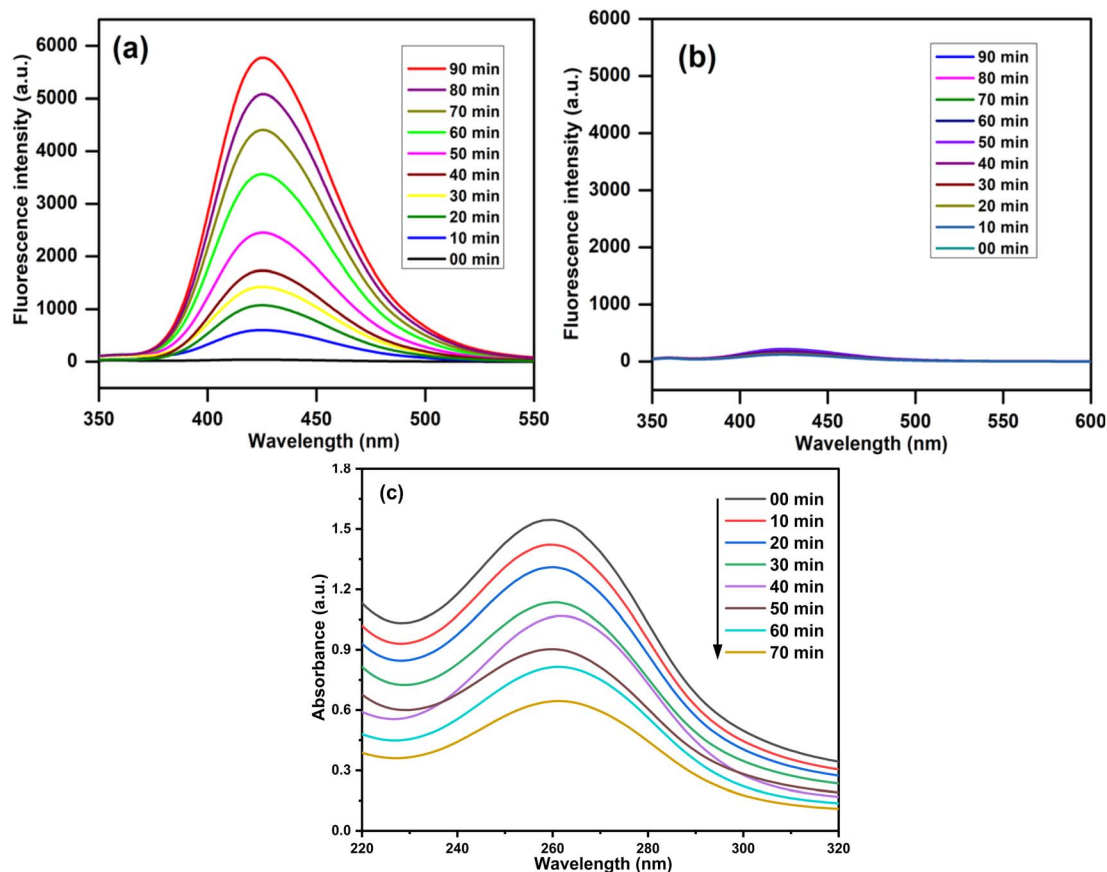 (a)
Fluorescence intensity (a.u.)
6000
5000
4000
3000
2000
1000
0
90 min
80 min
70 min
60 min
50 min
40 min
30 min
20 min
10 min
00 min
350 400 450 500 550
Wavelength (nm)
(b)
Fluorescence intensity (a.u.)
6000
5000
4000
3000
2000
1000
0
90 min
80 min
70 min
60 min
50 min
40 min
30 min
20 min
10 min
00 min
350 400 450 500 550 600
Wavelength (nm)
(c)
Absorbance (a.u.)
1.8
1.5
1.2
0.9
0.6
0.3
0.0
00 min
10 min
20 min
30 min
40 min
50 min
60 min
70 min
220 240 260 280 300 320
Wavelength (nm)